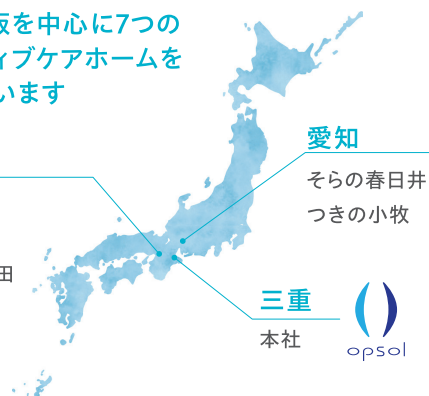 阪を中心に7つの
ィブケアホームを
います
愛知
そらの春日井
つきの小牧
田
三重
本社
opsol